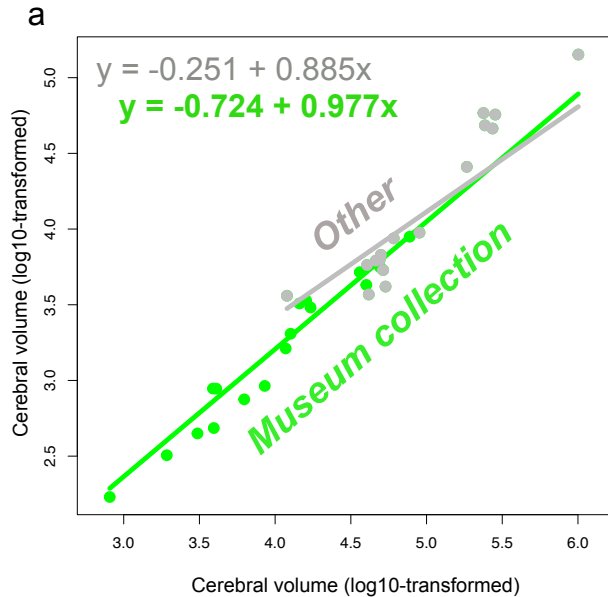 a
y = -0.251 + 0.885x
y = -0.724 + 0.977x
Other
Museum collection
Cerebral volume (log10-transformed)
5.0
4.5
4.0
3.5
3.0
2.5
3.0 3.5 4.0 4.5 5.0 5.5 6.0
Cerebral volume (log10-transformed)